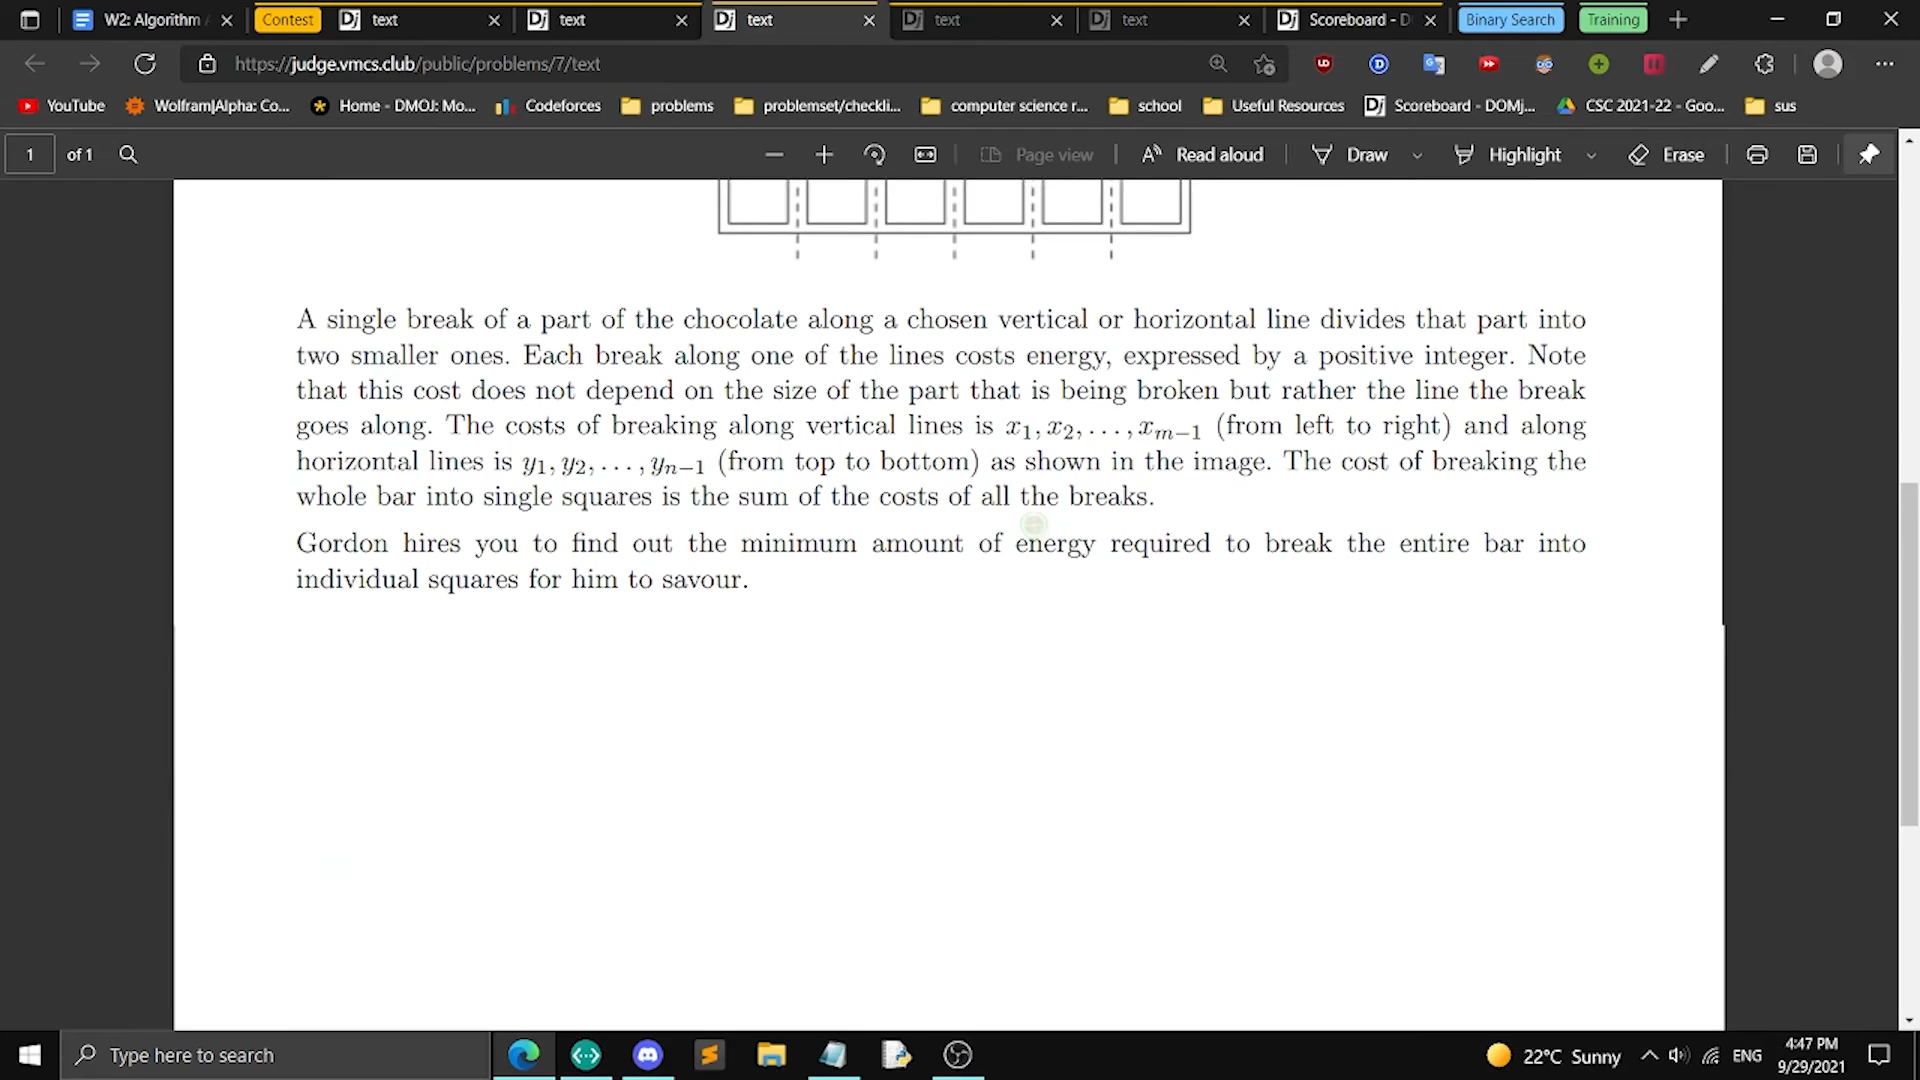 W2: Algorithm
Contest
text
text
text
text
text
Scoreboard - D
Binary Search
Training
https://judge.vmcs.club/public/problems/7/text
YouTube
Wolfram|Alpha: Co...
Home - DMOJ: Mo...
Codeforces
problems
problemset/checkli...
computer science r...
school
Useful Resources
Scoreboard - DOMj...
CSC 2021-22 - Goo...
sus
1 of 1
Page view
Read aloud
Draw
Highlight
Erase
A single break of a part of the chocolate along a chosen vertical or horizontal line divides that part into
two smaller ones. Each break along one of the lines costs energy, expressed by a positive integer. Note
that this cost does not depend on the size of the part that is being broken but rather the line the break
goes along. The costs of breaking along vertical lines is x₁, x₂, . . . , xₘ₋₁ (from left to right) and along
horizontal lines is y₁, y₂, . . . , yₙ₋₁ (from top to bottom) as shown in the image. The cost of breaking the
whole bar into single squares is the sum of the costs of all the breaks.
Gordon hires you to find out the minimum amount of energy required to break the entire bar into
individual squares for him to savour.
Type here to search
22°C Sunny
ENG
4:47 PM
9/29/2021